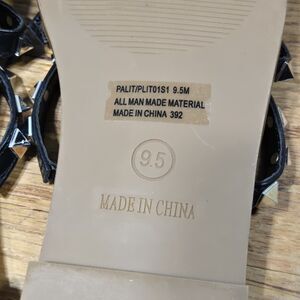 PALIT/PLIT01S1 9.5M
ALL MAN MADE MATERIAL
MADE IN CHINA 392
9.5
MADE IN CHINA